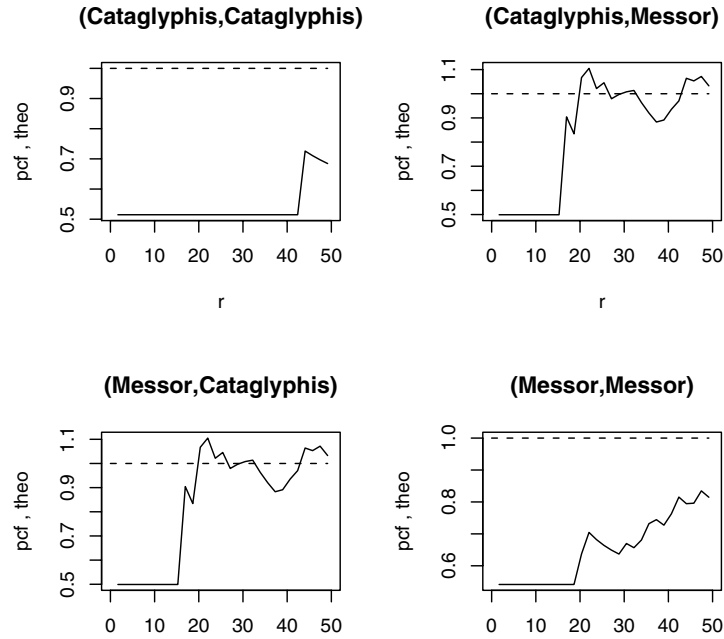 (Cataglyphis,Cataglyphis)
pcf , theo
0.5 0.7 0.9
0 10 20 30 40 50
r
(Cataglyphis,Messor)
pcf , theo
0.5 0.7 0.9 1.1
0 10 20 30 40 50
r
(Messor,Cataglyphis)
pcf , theo
0.5 0.7 0.9 1.1
0 10 20 30 40 50
(Messor,Messor)
pcf , theo
0.6 0.8 1.0
0 10 20 30 40 50